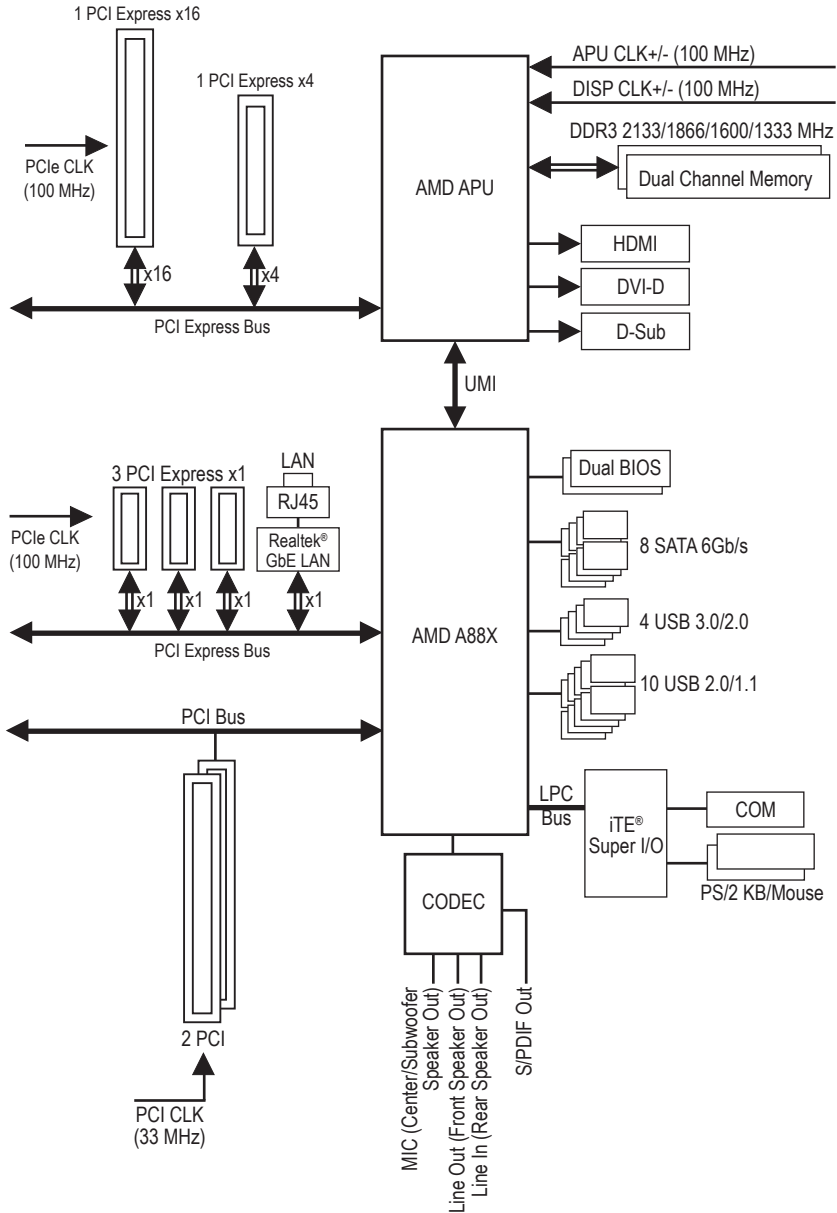 1 PCI Express x16
1 PCI Express x4
PCIe CLK
(100 MHz)
x16
x4
PCI Express Bus
AMD APU
APU CLK+/- (100 MHz)
DISP CLK+/- (100 MHz)
DDR3 2133/1866/1600/1333 MHz
Dual Channel Memory
HDMI
DVI-D
D-Sub
UMI
3 PCI Express x1
LAN
RJ45
Realtek®
GbE LAN
PCIe CLK
(100 MHz)
x1
x1
x1
x1
PCI Express Bus
AMD A88X
Dual BIOS
8 SATA 6Gb/s
4 USB 3.0/2.0
10 USB 2.0/1.1
PCI Bus
LPC
Bus
iTE®
Super I/O
COM
PS/2 KB/Mouse
CODEC
MIC (Center/Subwoofer
Speaker Out)
Line Out (Front Speaker Out)
Line In (Rear Speaker Out)
S/PDIF Out
2 PCI
PCI CLK
(33 MHz)